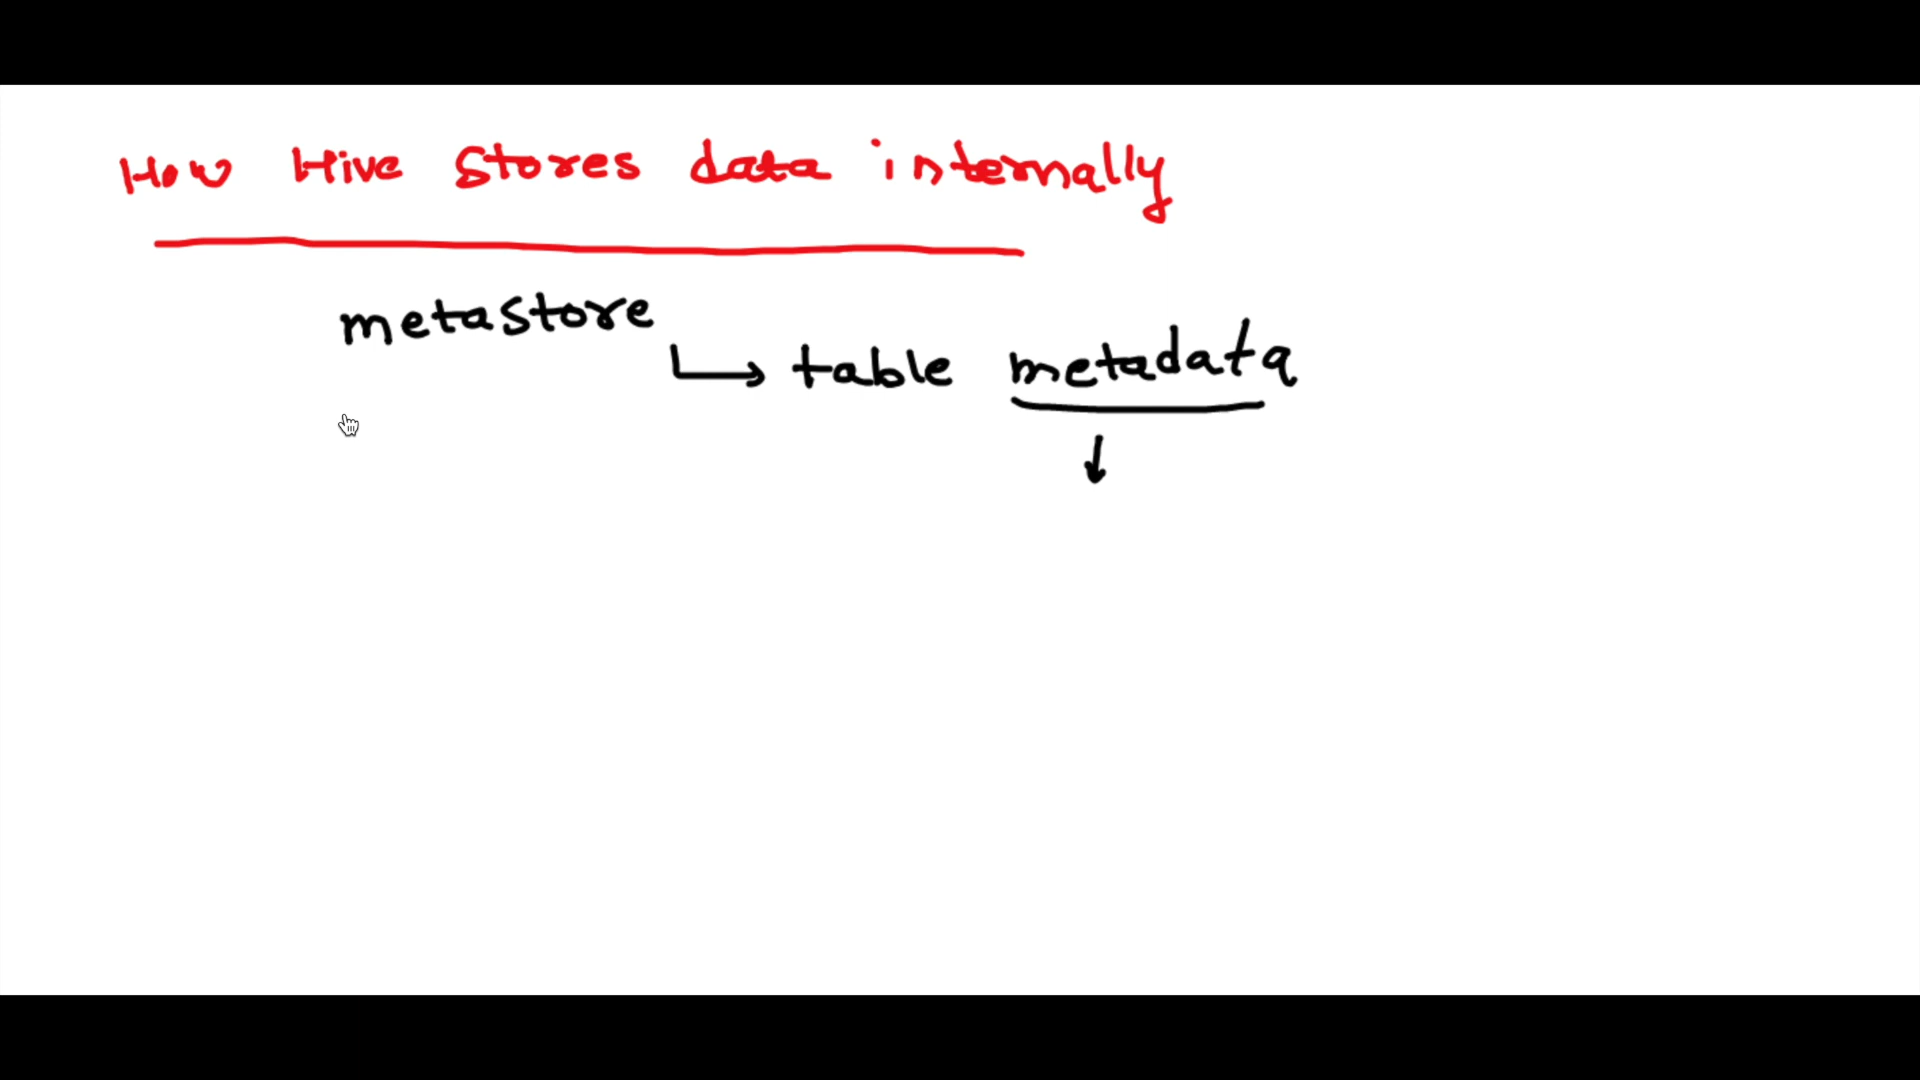 How Hive Stores data internally
metastore
↳ table metadata
↓